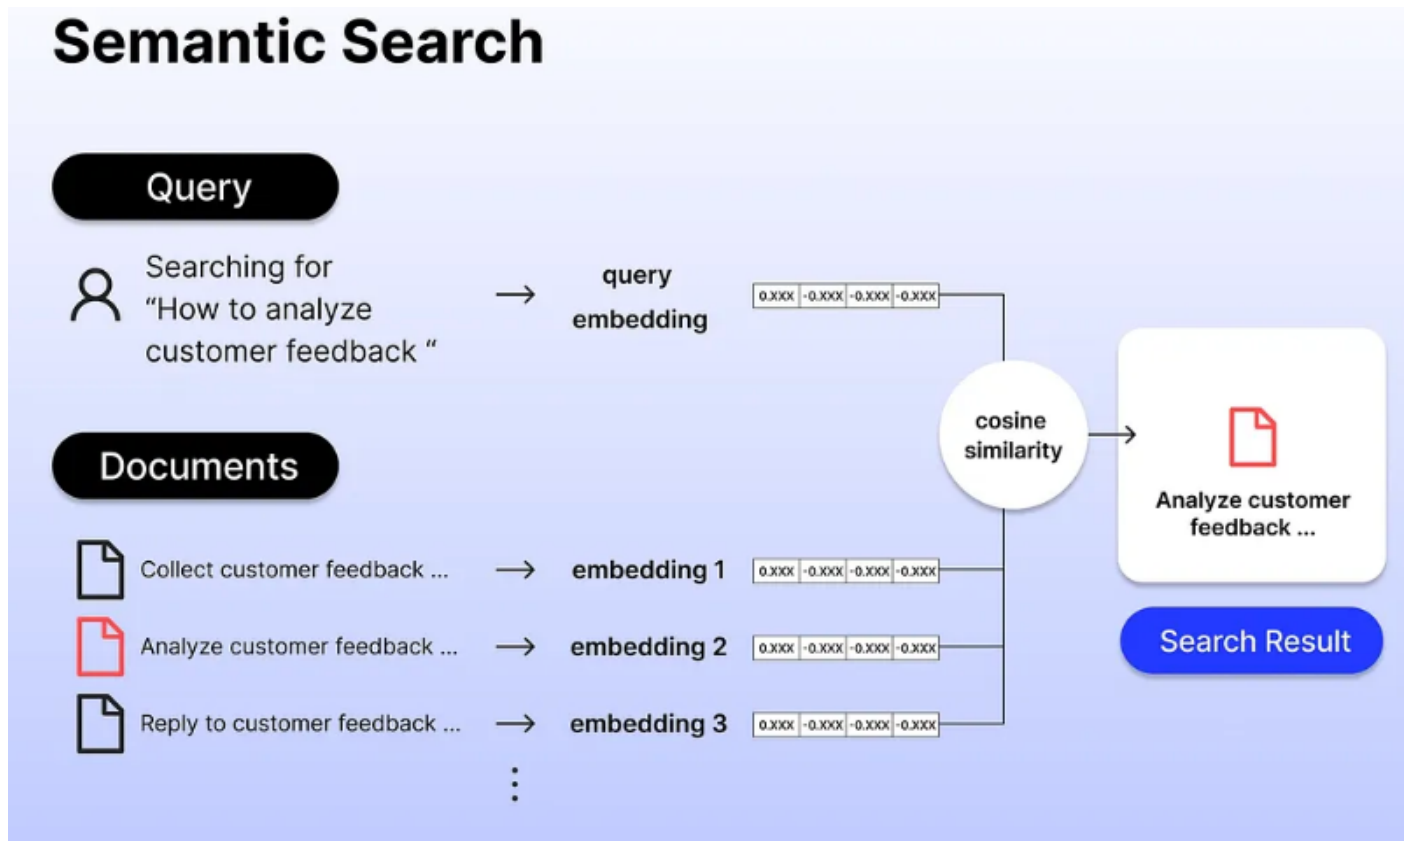 Semantic Search
Query
Searching for
“How to analyze
customer feedback “
query
embedding
0.XXX -0.XXX -0.XXX -0.XXX
cosine
similarity
Analyze customer
feedback ...
Search Result
Documents
Collect customer feedback ...
embedding 1
0.XXX -0.XXX -0.XXX -0.XXX
Analyze customer feedback ...
embedding 2
0.XXX -0.XXX -0.XXX -0.XXX
Reply to customer feedback ...
embedding 3
0.XXX -0.XXX -0.XXX -0.XXX